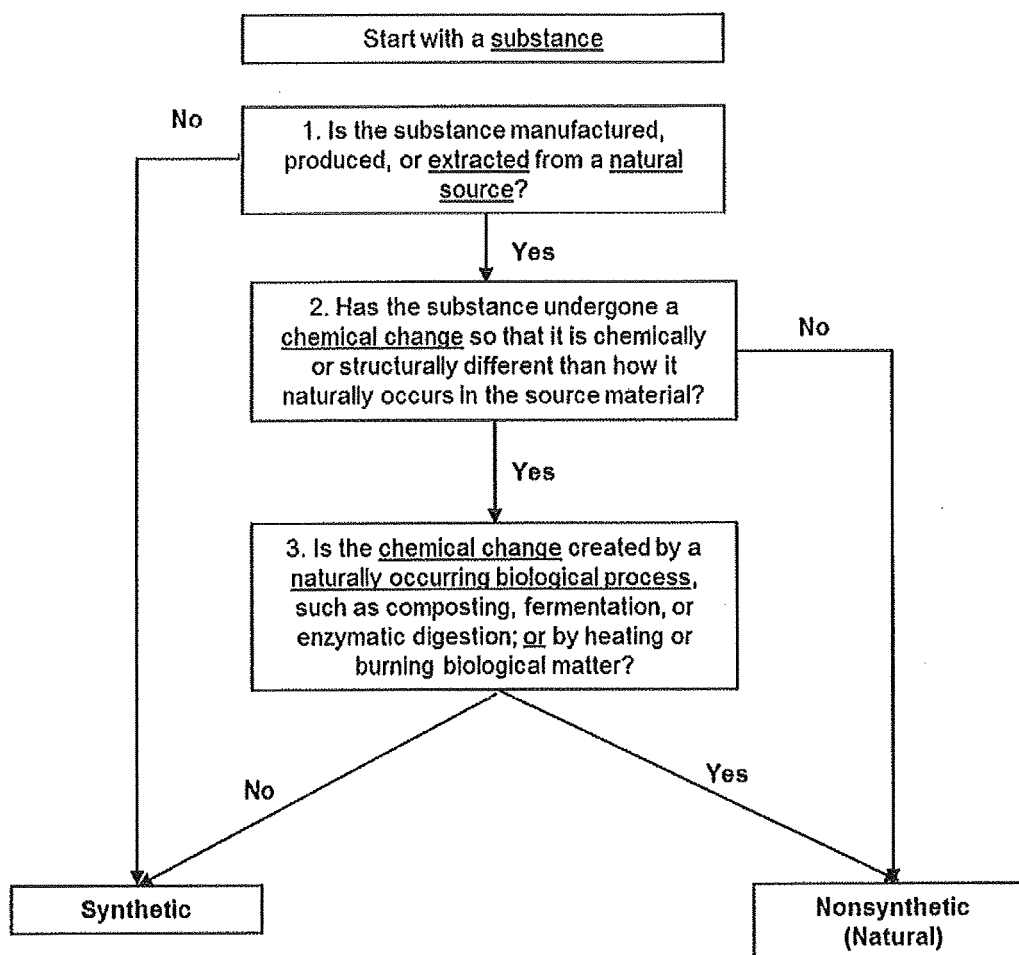 Start with a substance
No
1. Is the substance manufactured,
produced, or extracted from a natural
source?
Yes
2. Has the substance undergone a
chemical change so that it is chemically
or structurally different than how it
naturally occurs in the source material?
No
Yes
3. Is the chemical change created by a
naturally occurring biological process,
such as composting, fermentation, or
enzymatic digestion; or by heating or
burning biological matter?
No
Yes
Synthetic
Nonsynthetic
(Natural)